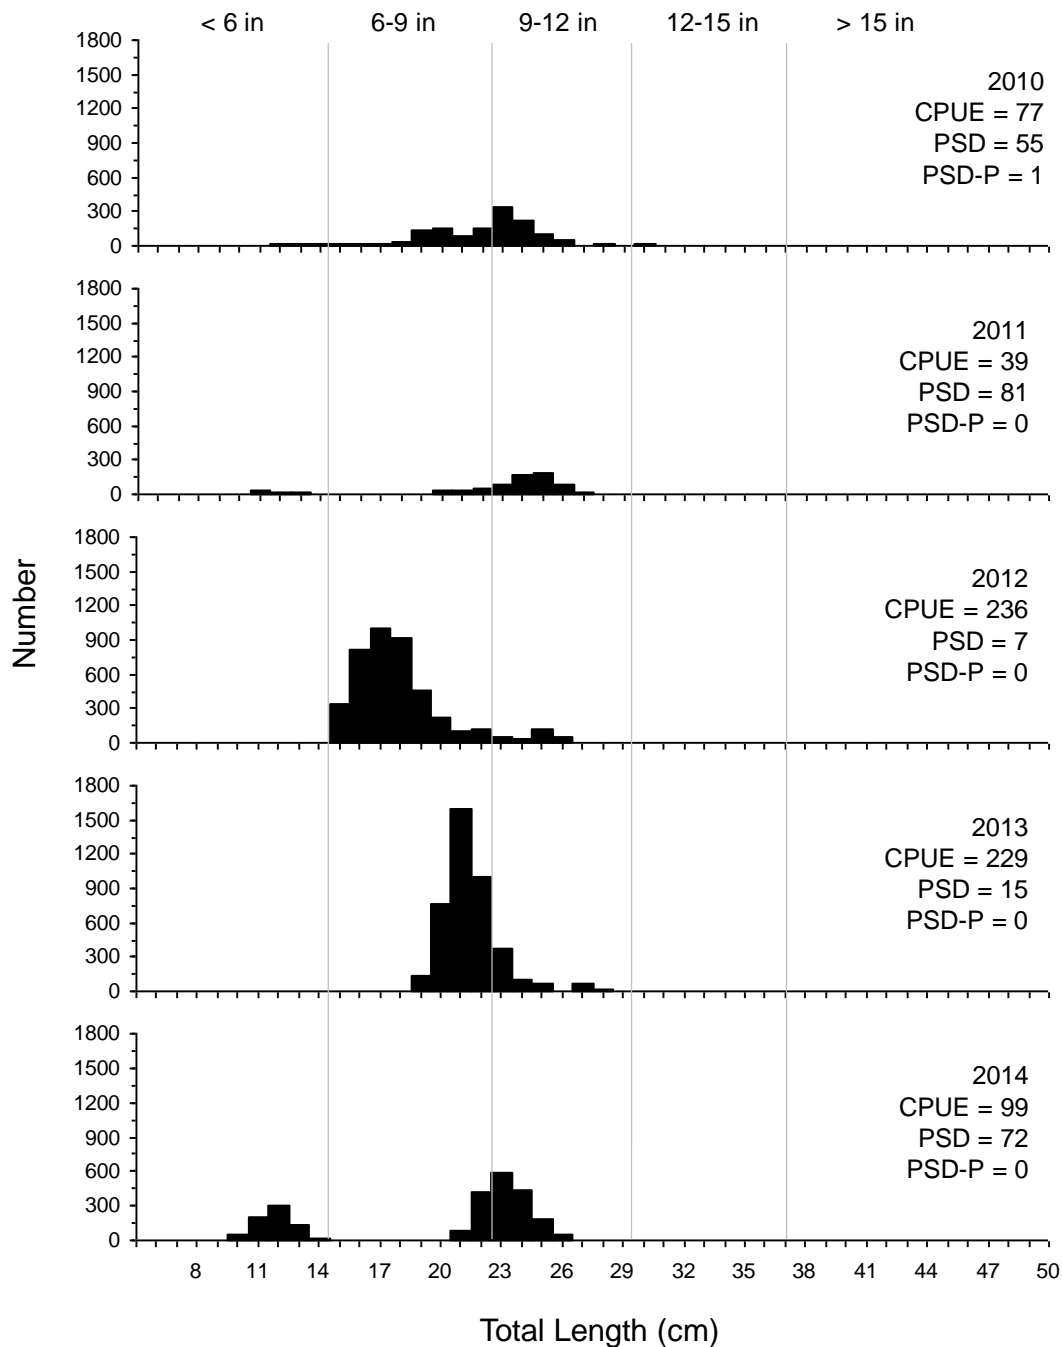 < 6 in 6-9 in 9-12 in 12-15 in > 15 in
1800
1500
1200
900
600
300
0
2010
CPUE = 77
PSD = 55
PSD-P = 1
1800
1500
1200
900
600
300
0
2011
CPUE = 39
PSD = 81
PSD-P = 0
Number
1800
1500
1200
900
600
300
0
2012
CPUE = 236
PSD = 7
PSD-P = 0
1800
1500
1200
900
600
300
0
2013
CPUE = 229
PSD = 15
PSD-P = 0
1800
1500
1200
900
600
300
0
2014
CPUE = 99
PSD = 72
PSD-P = 0
8 11 14 17 20 23 26 29 32 35 38 41 44 47 50
Total Length (cm)